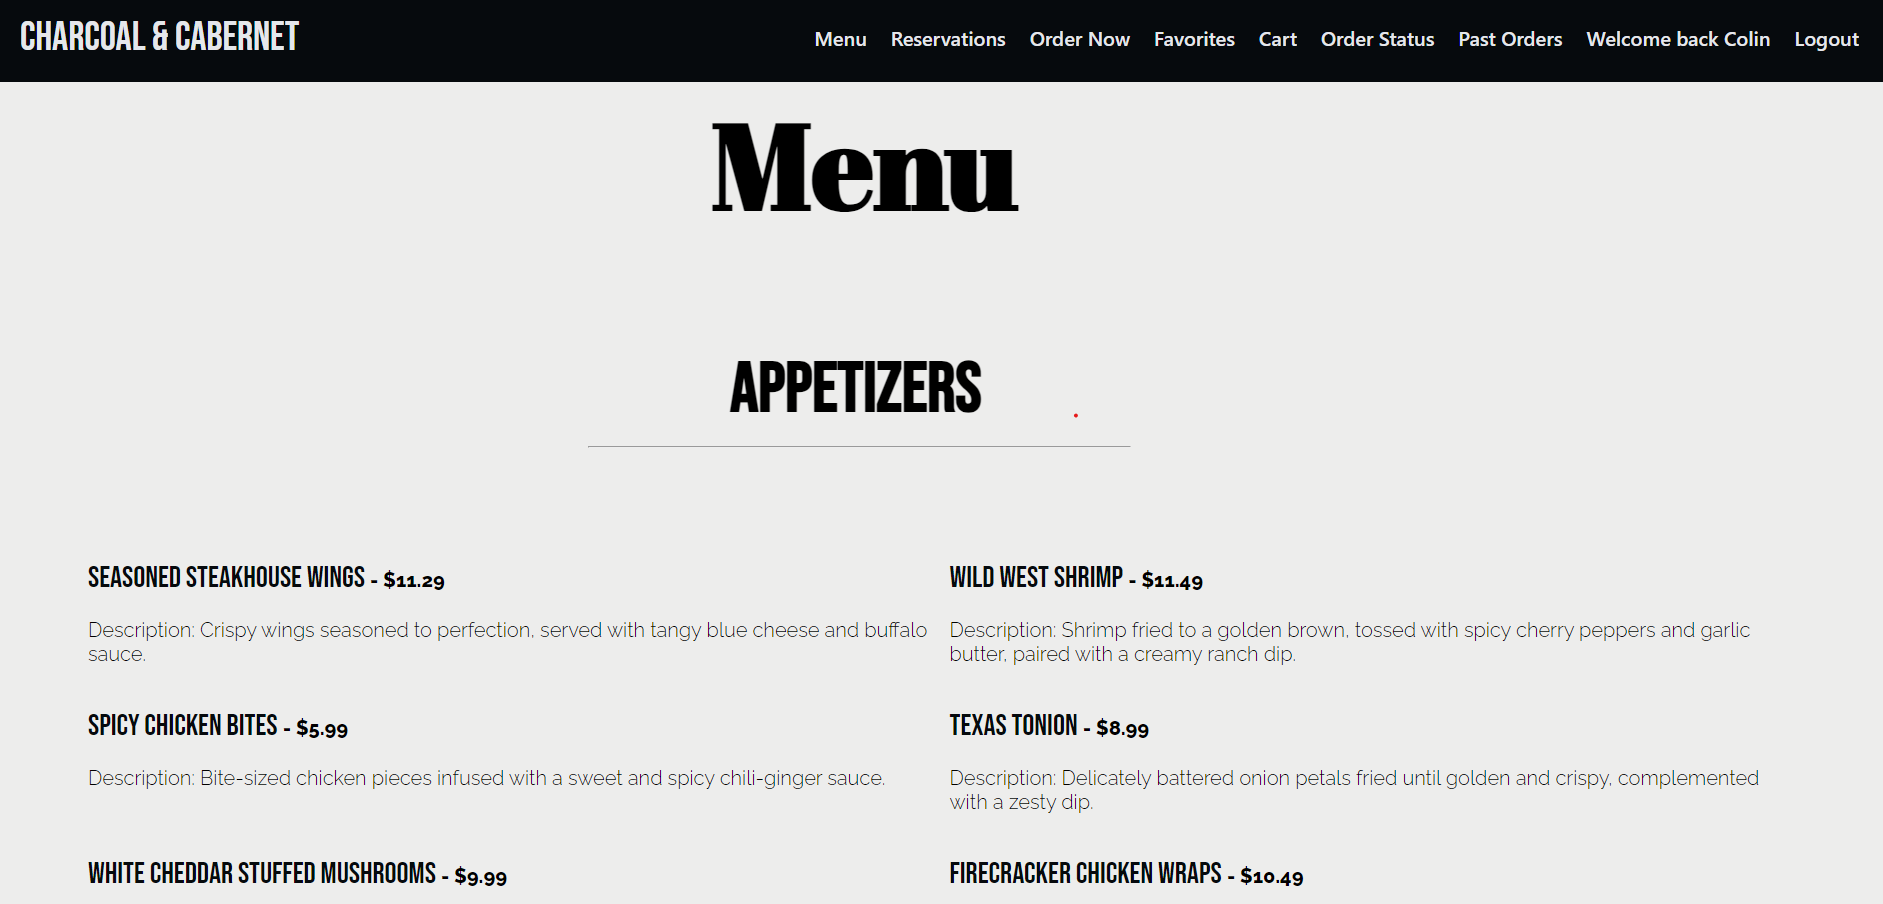 CHARCOAL & CABERNET
Menu Reservations Order Now Favorites Cart Order Status Past Orders Welcome back Colin Logout
Menu
APPETIZERS
SEASONED STEAKHOUSE WINGS - $11.29
Description: Crispy wings seasoned to perfection, served with tangy blue cheese and buffalo
sauce.
WILD WEST SHRIMP - $11.49
Description: Shrimp fried to a golden brown, tossed with spicy cherry peppers and garlic
butter, paired with a creamy ranch dip.
SPICY CHICKEN BITES - $5.99
Description: Bite-sized chicken pieces infused with a sweet and spicy chili-ginger sauce.
TEXAS TONION - $8.99
Description: Delicately battered onion petals fried until golden and crispy, complemented
with a zesty dip.
WHITE CHEDDAR STUFFED MUSHROOMS - $9.99
FIRECRACKER CHICKEN WRAPS - $10.49